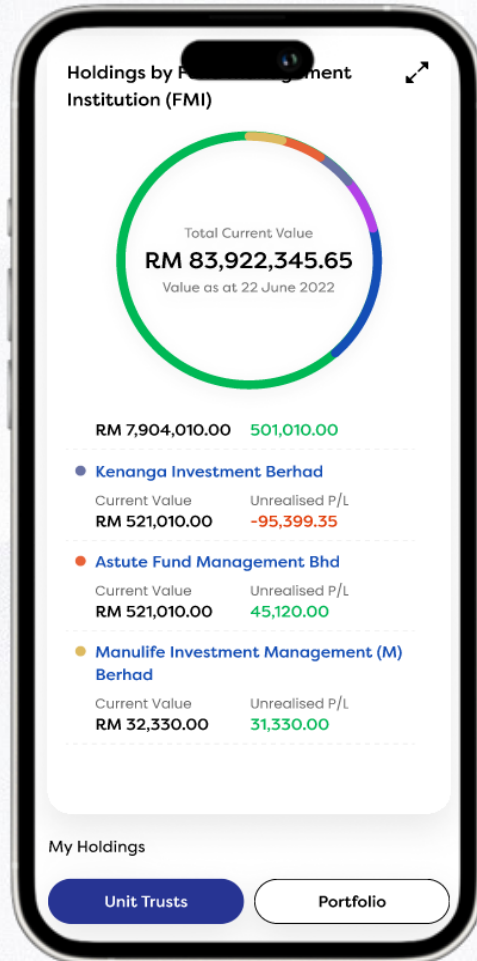 Holdings by F ment
Institution (FMI)
Total Current Value
RM 83,922,345.65
Value as at 22 June 2022
RM 7,904,010.00 501,010.00
Kenanga Investment Berhad
Current Value Unrealised P/L
RM 521,010.00 -95,399.35
Astute Fund Management Bhd
Current Value Unrealised P/L
RM 521,010.00 45,120.00
Manulife Investment Management (M)
Berhad
Current Value Unrealised P/L
RM 32,330.00 31,330.00
My Holdings
Unit Trusts Portfolio